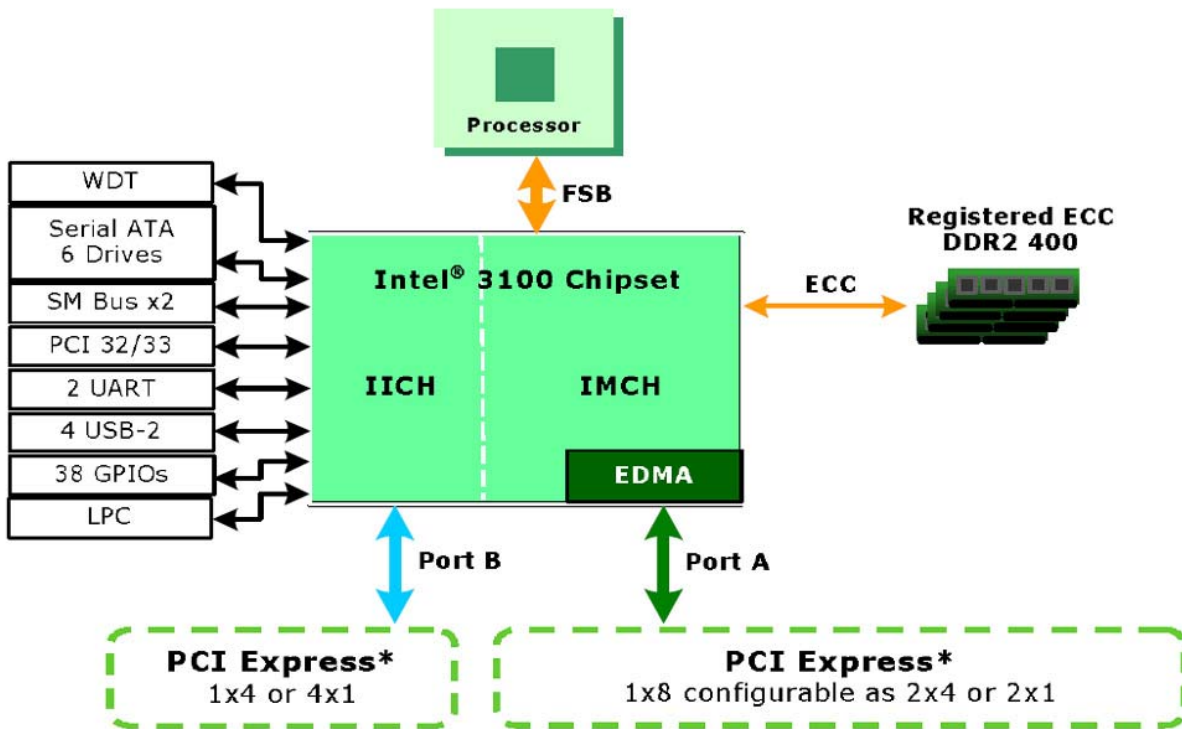 Processor
FSB
WDT
Serial ATA
6 Drives
SM Bus x2
PCI 32/33
2 UART
4 USB-2
38 GPIOs
LPC
Intel® 3100 Chipset
IICH
IMCH
EDMA
ECC
Registered ECC
DDR2 400
Port B
Port A
PCI Express*
1x4 or 4x1
PCI Express*
1x8 configurable as 2x4 or 2x1